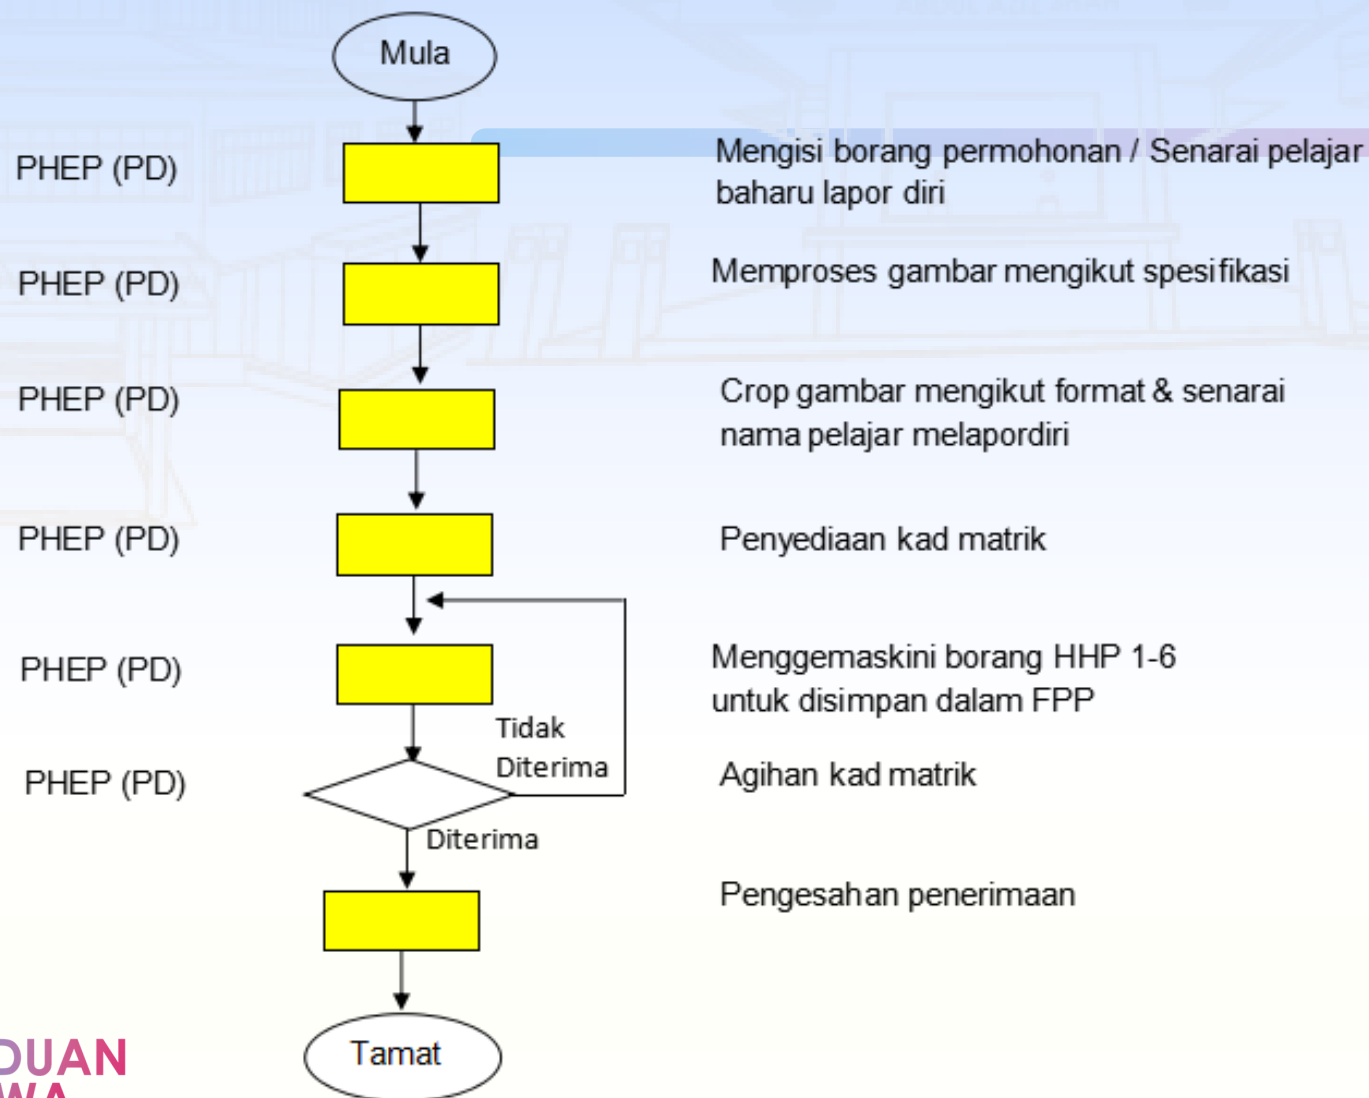 Mula
PHEP (PD)
Mengisi borang permohonan / Senarai pelajar
baharu lapor diri
PHEP (PD)
Memproses gambar mengikut spesifikasi
PHEP (PD)
Crop gambar mengikut format & senarai
nama pelajar melapordiri
PHEP (PD)
Penyediaan kad matrik
PHEP (PD)
Menggemaskini borang HHP 1-6
untuk disimpan dalam FPP
Tidak
Diterima
PHEP (PD)
Agihan kad matrik
Diterima
Pengesahan penerimaan
Tamat
DUAN